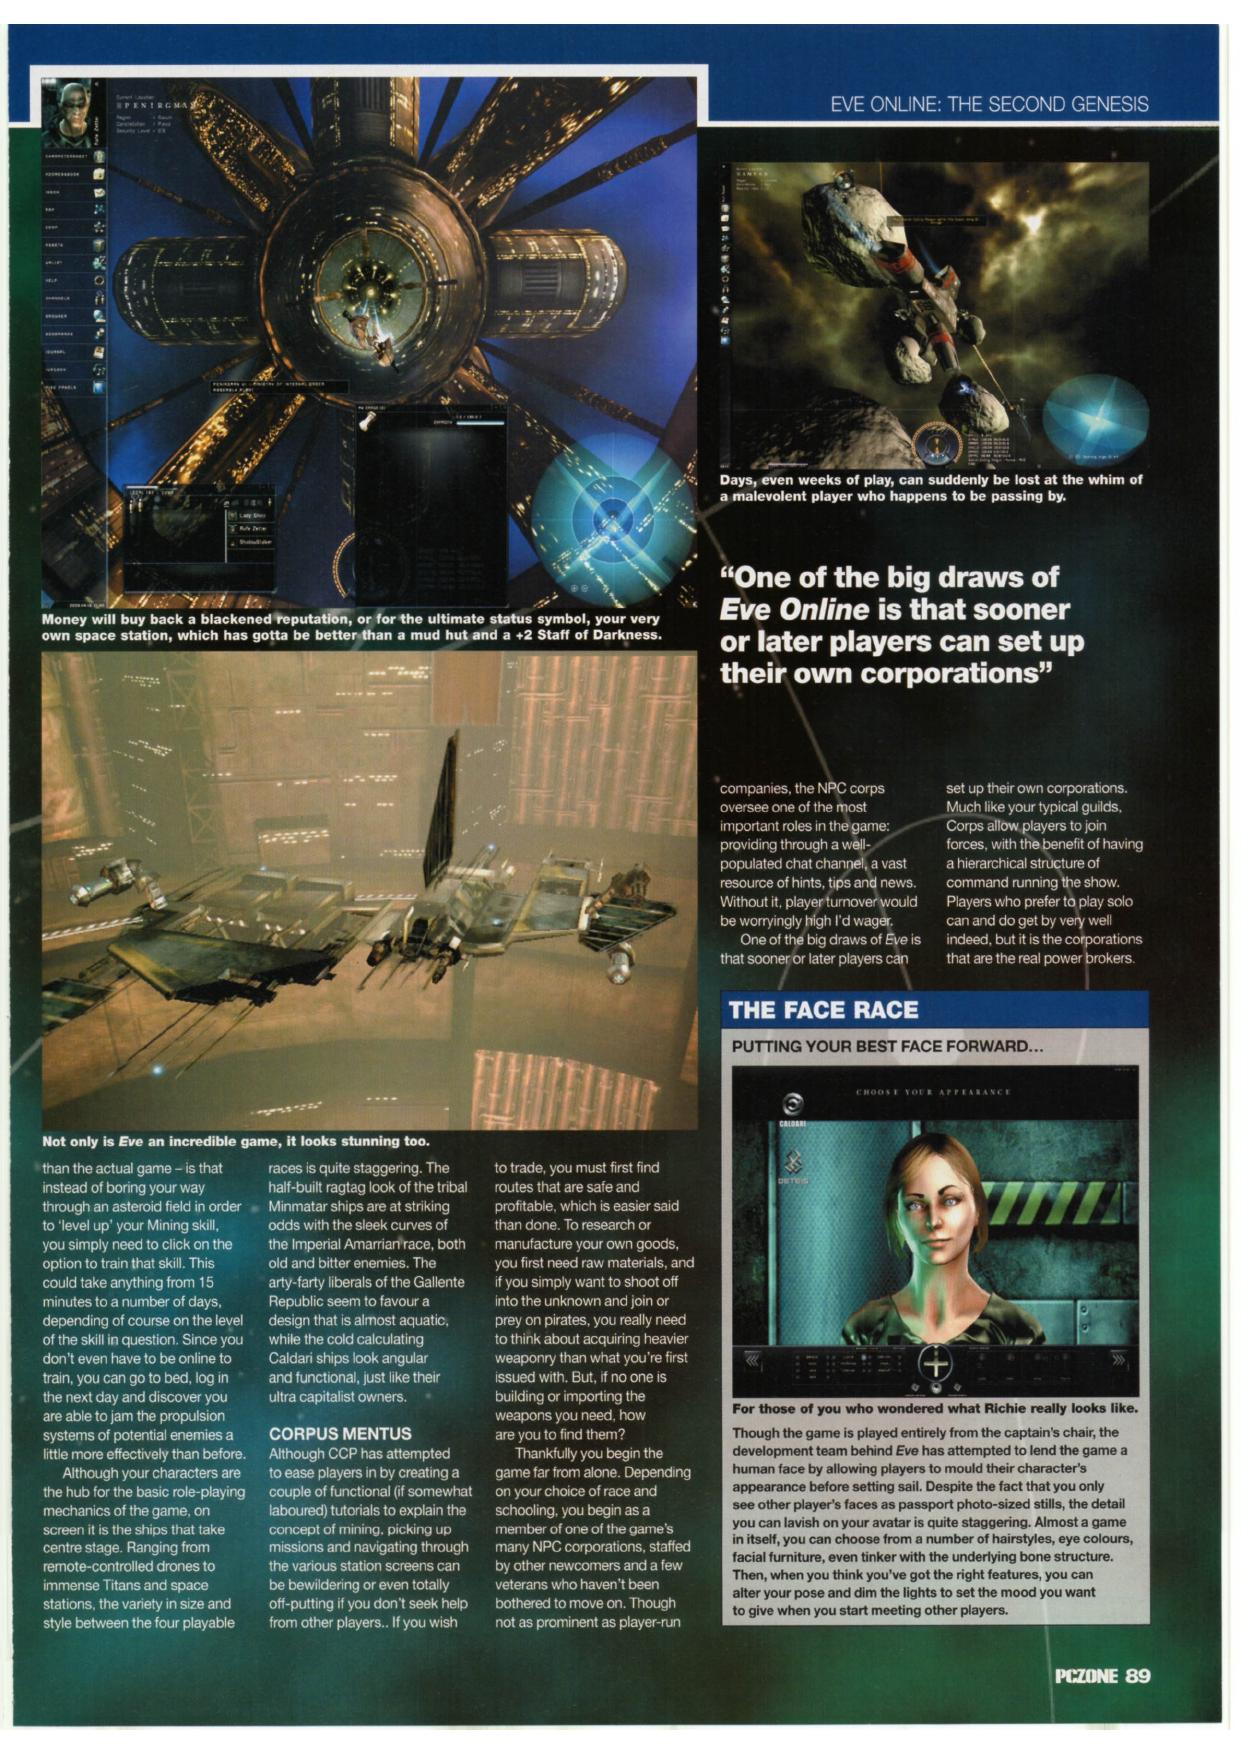 EVE ONLINE: THE SECOND GENESIS
Current Location
Region
Constellation
Security Level
ADDRESSBOOK
MAP
ASSETS
HELP
CHANNELS
BROWSER
JOURNAL
Lady Shoo
Rufe Zetter
Money will buy back a blackened reputation, or for the ultimate status symbol, your very
own space station, which has gotta be better than a mud hut and a +2 Staff of Darkness.
Days, even weeks of play, can suddenly be lost at the whim of
a malevolent player who happens to be passing by.
“One of the big draws of
Eve Online is that sooner
or later players can set up
their own corporations”
Not only is Eve an incredible game, it looks stunning too.
than the actual game – is that
instead of boring your way
through an asteroid field in order
to ‘level up’ your Mining skill,
you simply need to click on the
option to train that skill. This
could take anything from 15
minutes to a number of days,
depending of course on the level
of the skill in question. Since you
don’t even have to be online to
train, you can go to bed, log in
the next day and discover you
are able to jam the propulsion
systems of potential enemies a
little more effectively than before.
Although your characters are
the hub for the basic role-playing
mechanics of the game, on
screen it is the ships that take
centre stage. Ranging from
remote-controlled drones to
immense Titans and space
stations, the variety in size and
style between the four playable
races is quite staggering. The
half-built ragtag look of the tribal
Minmatar ships are at striking
odds with the sleek curves of
the Imperial Amarrian race, both
old and bitter enemies. The
arty-farty liberals of the Gallente
Republic seem to favour a
design that is almost aquatic,
while the cold calculating
Caldari ships look angular
and functional, just like their
ultra capitalist owners.
CORPUS MENTUS
Although CCP has attempted
to ease players in by creating a
couple of functional (if somewhat
laboured) tutorials to explain the
concept of mining, picking up
missions and navigating through
the various station screens can
be bewildering or even totally
off-putting if you don’t seek help
from other players.. If you wish
to trade, you must first find
routes that are safe and
profitable, which is easier said
than done. To research or
manufacture your own goods,
you first need raw materials, and
if you simply want to shoot off
into the unknown and join or
prey on pirates, you really need
to think about acquiring heavier
weaponry than what you’re first
issued with. But, if no one is
building or importing the
weapons you need, how
are you to find them?
Thankfully you begin the
game far from alone. Depending
on your choice of race and
schooling, you begin as a
member of one of the game’s
many NPC corporations, staffed
by other newcomers and a few
veterans who haven’t been
bothered to move on. Though
not as prominent as player-run
companies, the NPC corps
oversee one of the most
important roles in the game:
providing through a well-
populated chat channel, a vast
resource of hints, tips and news.
Without it, player turnover would
be worryingly high I’d wager.
One of the big draws of Eve is
that sooner or later players can
set up their own corporations.
Much like your typical guilds,
Corps allow players to join
forces, with the benefit of having
a hierarchical structure of
command running the show.
Players who prefer to play solo
can and do get by very well
indeed, but it is the corporations
that are the real power brokers.
THE FACE RACE
PUTTING YOUR BEST FACE FORWARD...
CHOOSE YOUR APPEARANCE
CALDARI
DETEIS
For those of you who wondered what Richie really looks like.
Though the game is played entirely from the captain’s chair, the
development team behind Eve has attempted to lend the game a
human face by allowing players to mould their character’s
appearance before setting sail. Despite the fact that you only
see other player’s faces as passport photo-sized stills, the detail
you can lavish on your avatar is quite staggering. Almost a game
in itself, you can choose from a number of hairstyles, eye colours,
facial furniture, even tinker with the underlying bone structure.
Then, when you think you’ve got the right features, you can
alter your pose and dim the lights to set the mood you want
to give when you start meeting other players.
PCZONE 89